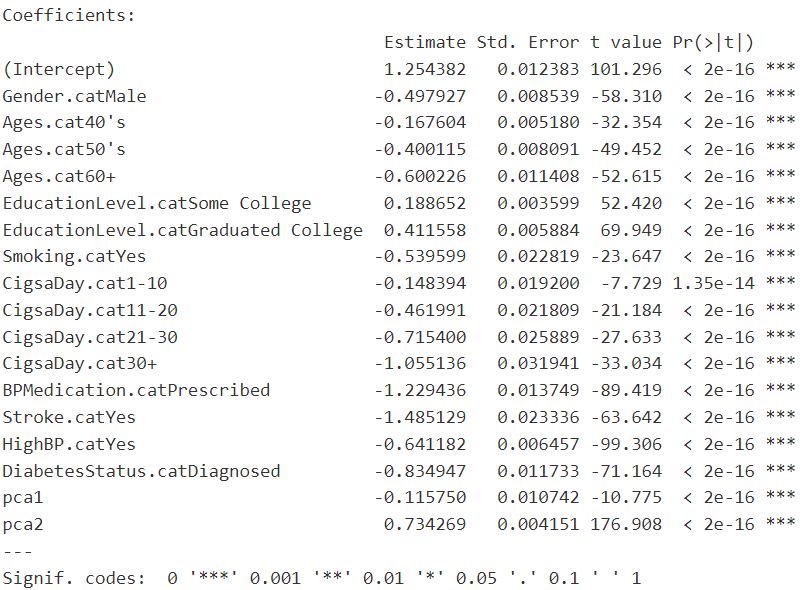 Coefficients:
Estimate Std. Error t value Pr(>|t|)
(Intercept) 1.254382 0.012383 101.296 < 2e-16 ***
Gender.catMale -0.497927 0.008539 -58.310 < 2e-16 ***
Ages.cat40's -0.167604 0.005180 -32.354 < 2e-16 ***
Ages.cat50's -0.400115 0.008091 -49.452 < 2e-16 ***
Ages.cat60+ -0.600226 0.011408 -52.615 < 2e-16 ***
EducationLevel.catSome College 0.188652 0.003599 52.420 < 2e-16 ***
EducationLevel.catGraduated College 0.411558 0.005884 69.949 < 2e-16 ***
Smoking.catYes -0.539599 0.022819 -23.647 < 2e-16 ***
CigsaDay.cat1-10 -0.148394 0.019200 -7.729 1.35e-14 ***
CigsaDay.cat11-20 -0.461991 0.021809 -21.184 < 2e-16 ***
CigsaDay.cat21-30 -0.715400 0.025889 -27.633 < 2e-16 ***
CigsaDay.cat30+ -1.055136 0.031941 -33.034 < 2e-16 ***
BPMedication.catPrescribed -1.229436 0.013749 -89.419 < 2e-16 ***
Stroke.catYes -1.485129 0.023336 -63.642 < 2e-16 ***
HighBP.catYes -0.641182 0.006457 -99.306 < 2e-16 ***
DiabetesStatus.catDiagnosed -0.834947 0.011733 -71.164 < 2e-16 ***
pca1 -0.115750 0.010742 -10.775 < 2e-16 ***
pca2 0.734269 0.004151 176.908 < 2e-16 ***
---
Signif. codes: 0 '***' 0.001 '**' 0.01 '*' 0.05 '.' 0.1 ' ' 1